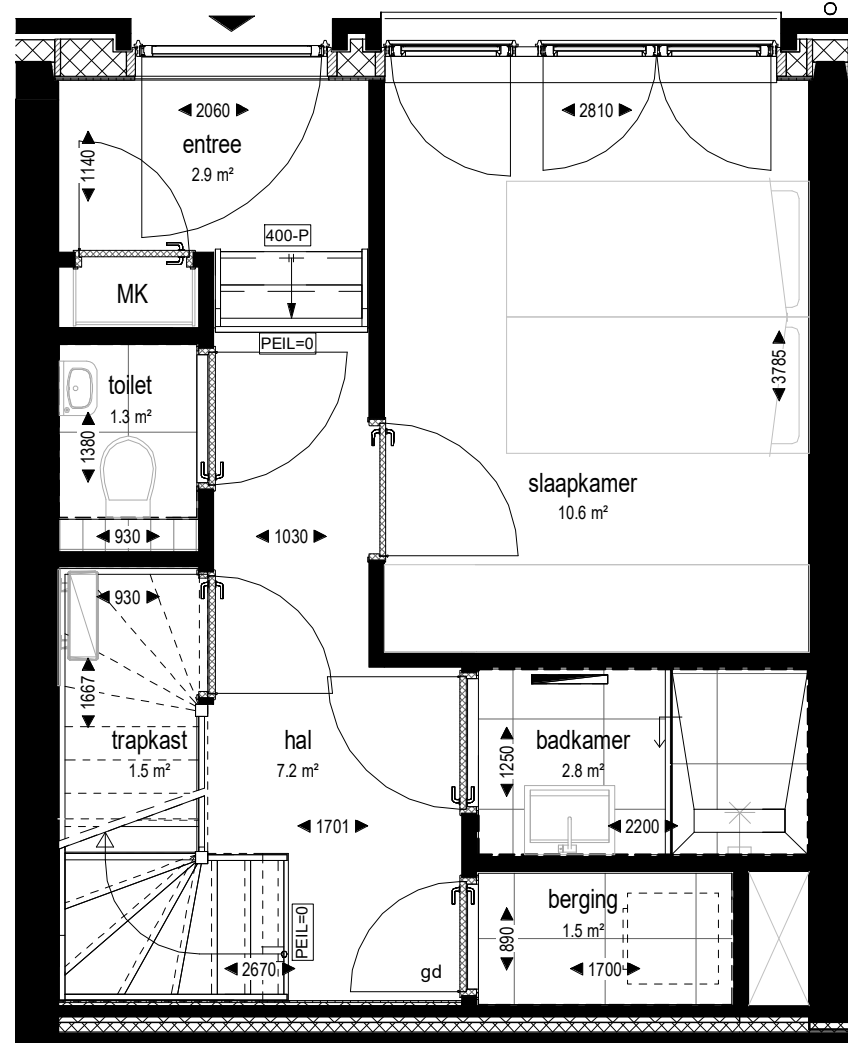 2060
entree
2.9 m²
1140
2810
400-P
MK
PEIL=0
3785
toilet
1.3 m²
1380
930
1030
slaapkamer
10.6 m²
930
1667
trapkast
1.5 m²
hal
7.2 m²
1250
badkamer
2.8 m²
1701
2200
berging
1.5 m²
890
1700
PEIL=0
2670
gd